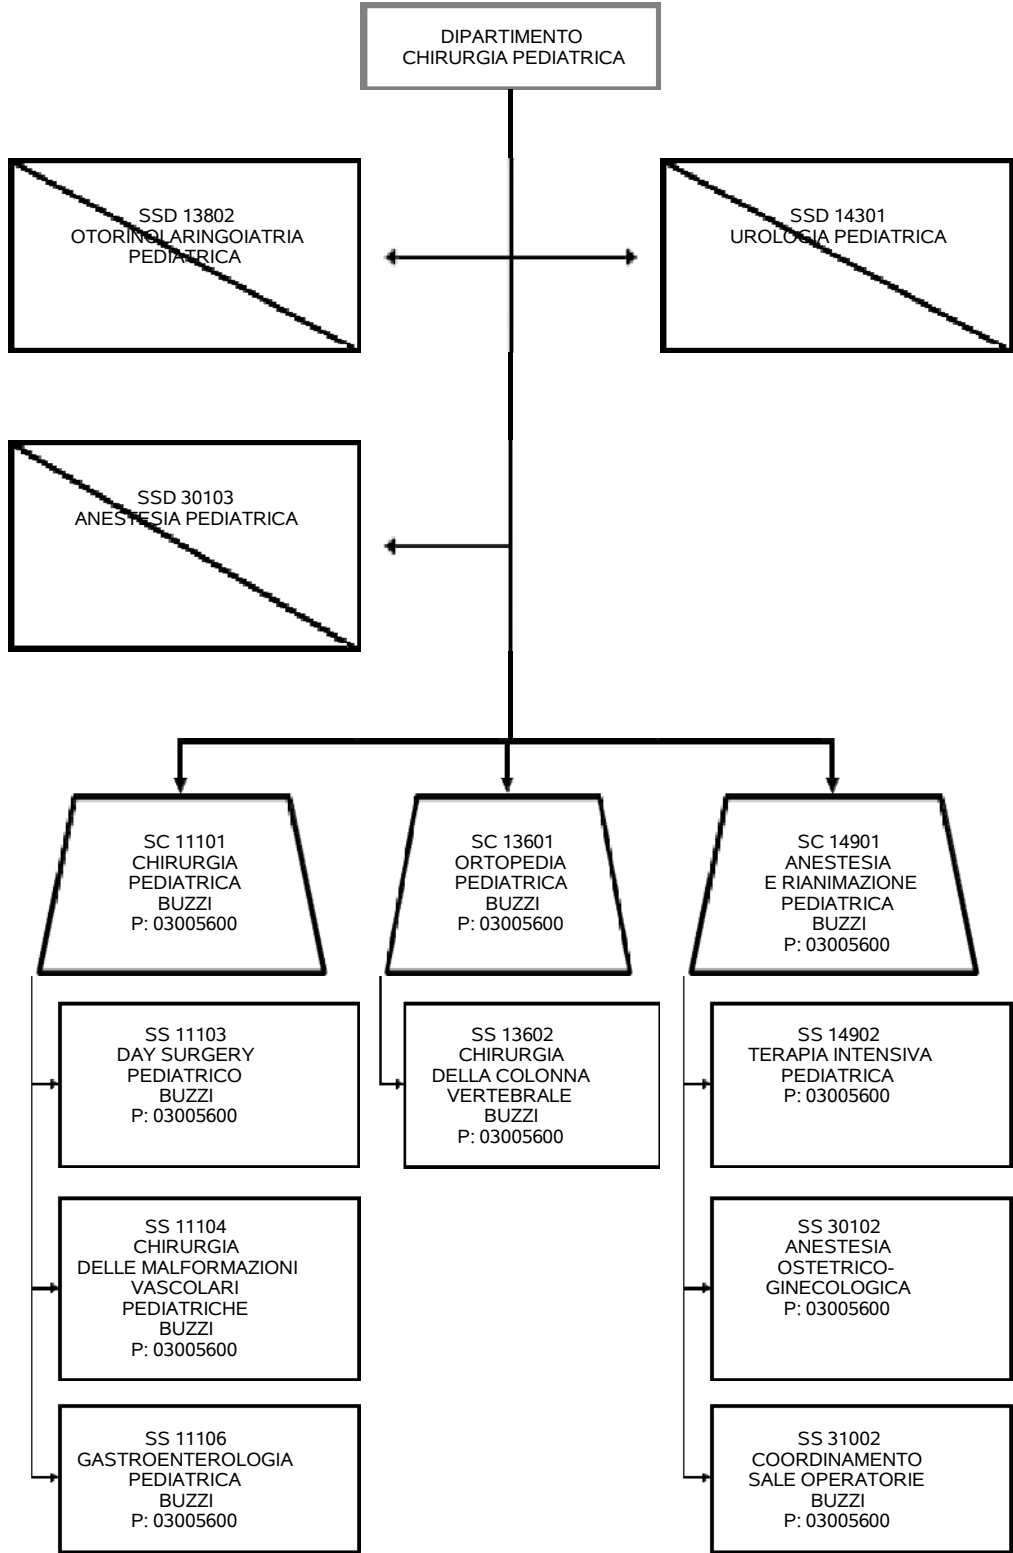 DIPARTIMENTO
CHIRURGIA PEDIATRICA
SSD 13802
OTORINOLARINGOIATRIA
PEDIATRICA
SSD 14301
UROLOGIA PEDIATRICA
SSD 30103
ANESTESIA PEDIATRICA
SC 11101
CHIRURGIA
PEDIATRICA
BUZZI
P: 03005600
SC 13601
ORTOPEDIA
PEDIATRICA
BUZZI
P: 03005600
SC 14901
ANESTESIA
E RIANIMAZIONE
PEDIATRICA
BUZZI
P: 03005600
SS 11103
DAY SURGERY
PEDIATRICO
BUZZI
P: 03005600
SS 13602
CHIRURGIA
DELLA COLONNA
VERTEBRALE
BUZZI
P: 03005600
SS 14902
TERAPIA INTENSIVA
PEDIATRICA
P: 03005600
SS 11104
CHIRURGIA
DELLE MALFORMAZIONI
VASCOLARI
PEDIATRICHE
BUZZI
P: 03005600
SS 30102
ANESTESIA
OSTETRICO-
GINECOLOGICA
P: 03005600
SS 11106
GASTROENTEROLOGIA
PEDIATRICA
BUZZI
P: 03005600
SS 31002
COORDINAMENTO
SALE OPERATORIE
BUZZI
P: 03005600